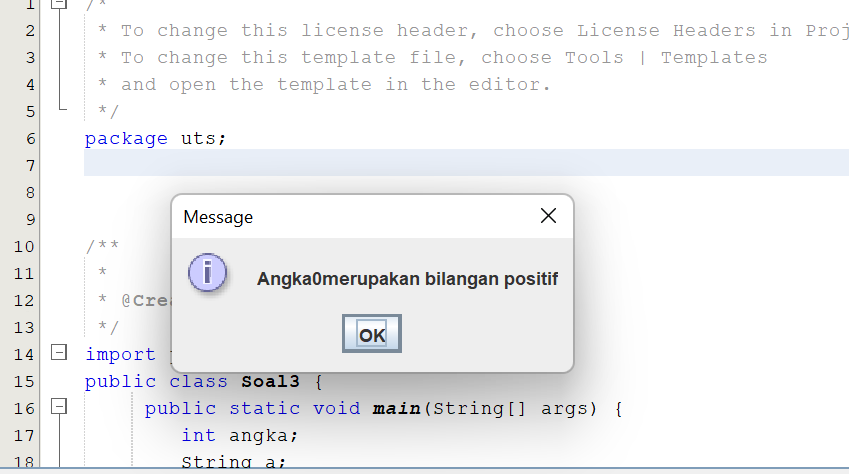 1 /*
2 * To change this license header, choose License Headers in Proj
3 * To change this template file, choose Tools | Templates
4 * and open the template in the editor.
5 */
6 package uts;
7
8
9
10 /**
11 *
12 * @Crea
13 */
14 import
15 public class Soal3 {
16 public static void main(String[] args) {
17 int angka;
18 String a;
Message
Angka0merupakan bilangan positif
OK